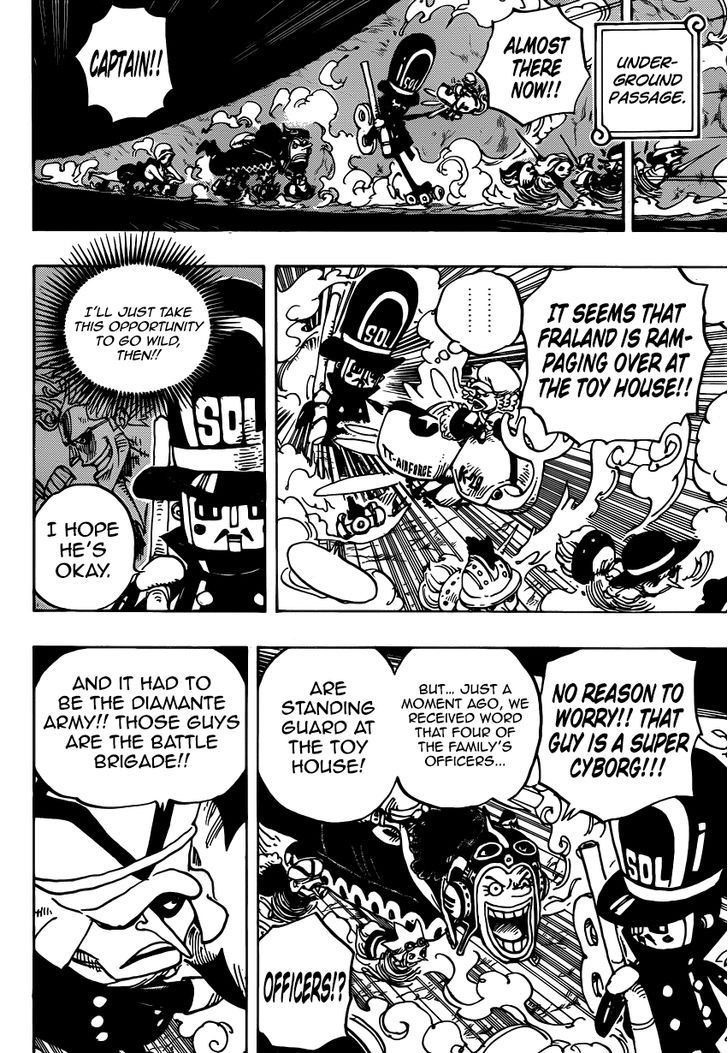 UNDER-
GROUND
PASSAGE.
ALMOST
THERE
NOW!!
CAPTAIN!!
SOL
IT SEEMS THAT
FRALAND IS RAM-
PAGING OVER AT
THE TOY HOUSE!!
.......
SOL
TT-AIRFORCE
I'LL JUST TAKE
THIS OPPORTUNITY
TO GO WILD,
THEN!!
SOL
I HOPE
HE'S
OKAY.
NO REASON TO
WORRY!! THAT
GUY IS A SUPER
CYBORG!!!
BUT... JUST A
MOMENT AGO, WE
RECEIVED WORD
THAT FOUR OF
THE FAMILY'S
OFFICERS...
ARE
STANDING
GUARD AT
THE TOY
HOUSE!
SOL
OFFICERS!?
AND IT HAD TO
BE THE DIAMANTE
ARMY!! THOSE GUYS
ARE THE BATTLE
BRIGADE!!